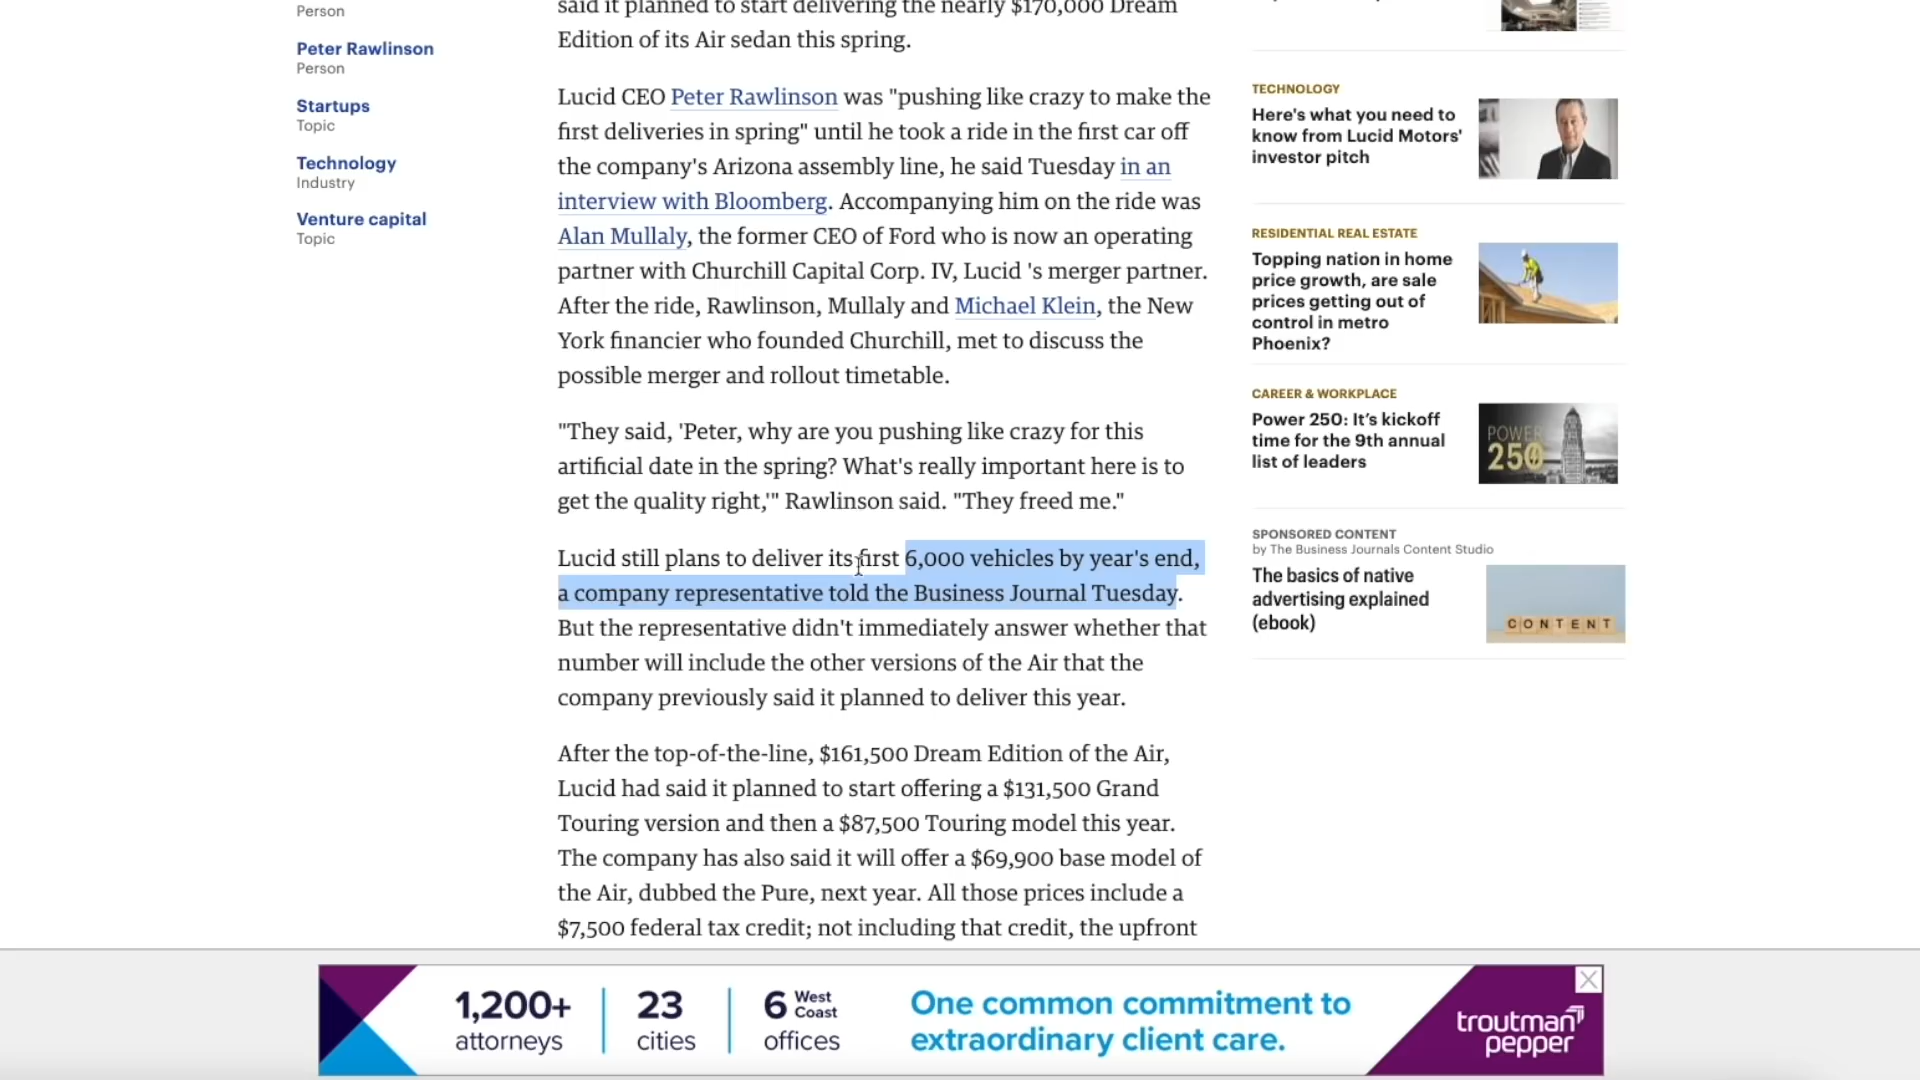 Person
Peter Rawlinson
Person
Startups
Topic
Technology
Industry
Venture capital
Topic
said it planned to start delivering the nearly $170,000 Dream
Edition of its Air sedan this spring.
Lucid CEO Peter Rawlinson was "pushing like crazy to make the
first deliveries in spring" until he took a ride in the first car off
the company's Arizona assembly line, he said Tuesday in an
interview with Bloomberg. Accompanying him on the ride was
Alan Mullaly, the former CEO of Ford who is now an operating
partner with Churchill Capital Corp. IV, Lucid 's merger partner.
After the ride, Rawlinson, Mullaly and Michael Klein, the New
York financier who founded Churchill, met to discuss the
possible merger and rollout timetable.
"They said, 'Peter, why are you pushing like crazy for this
artificial date in the spring? What's really important here is to
get the quality right,'" Rawlinson said. "They freed me."
Lucid still plans to deliver its first 6,000 vehicles by year's end,
a company representative told the Business Journal Tuesday.
But the representative didn't immediately answer whether that
number will include the other versions of the Air that the
company previously said it planned to deliver this year.
After the top-of-the-line, $161,500 Dream Edition of the Air,
Lucid had said it planned to start offering a $131,500 Grand
Touring version and then a $87,500 Touring model this year.
The company has also said it will offer a $69,900 base model of
the Air, dubbed the Pure, next year. All those prices include a
$7,500 federal tax credit; not including that credit, the upfront
TECHNOLOGY
Here's what you need to
know from Lucid Motors'
investor pitch
RESIDENTIAL REAL ESTATE
Topping nation in home
price growth, are sale
prices getting out of
control in metro
Phoenix?
CAREER & WORKPLACE
Power 250: It's kickoff
time for the 9th annual
list of leaders
POWER
250
SPONSORED CONTENT
by The Business Journals Content Studio
The basics of native
advertising explained
(ebook)
CONTENT
1,200+
attorneys
23
cities
6 West
Coast
offices
One common commitment to
extraordinary client care.
troutman
pepper